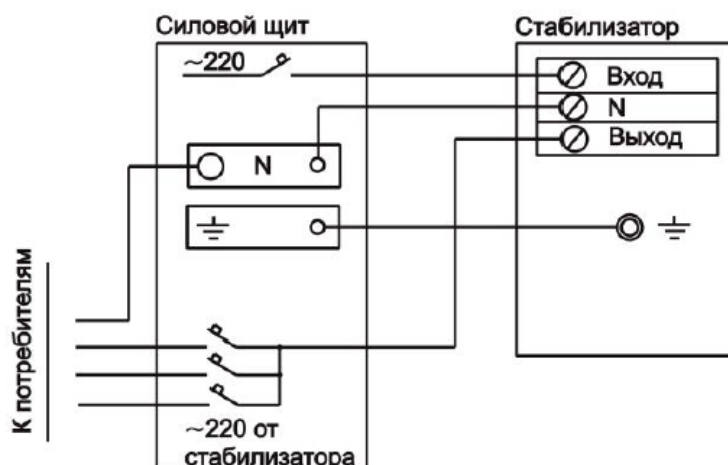 Силовой щит
Стабилизатор
~220
Вход
N
Выход
N
К потребителям
~220 от
стабилизатора